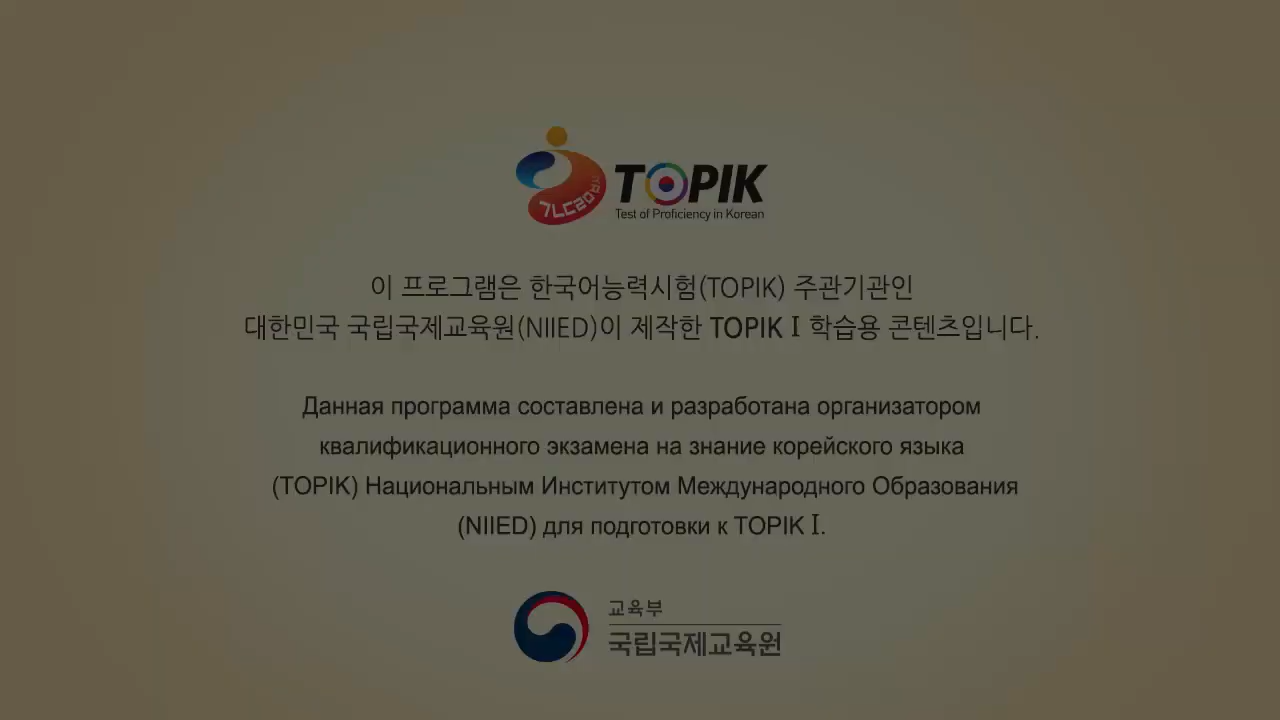 ㄱㄴㄷㄹㅁㅂㅅ
TOPIK
Test of Proficiency in Korean
이 프로그램은 한국어능력시험(TOPIK) 주관기관인
대한민국 국립국제교육원(NIIED)이 제작한 TOPIK Ⅰ 학습용 콘텐츠입니다.
Данная программа составлена и разработана организатором
квалификационного экзамена на знание корейского языка
(TOPIK) Национальным Институтом Международного Образования
(NIIED) для подготовки к TOPIK Ⅰ.
교육부
국립국제교육원